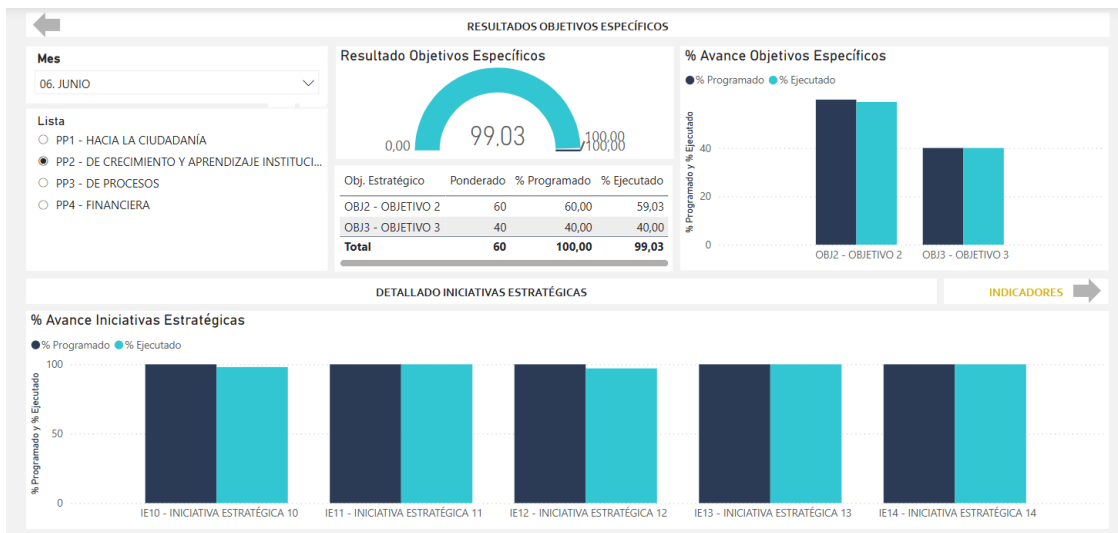 RESULTADOS OBJETIVOS ESPECÍFICOS
Mes
06. JUNIO
Lista
PP1 - HACIA LA CIUDADANÍA
PP2 - DE CRECIMIENTO Y APRENDIZAJE INSTITUCI...
PP3 - DE PROCESOS
PP4 - FINANCIERA
Resultado Objetivos Específicos
0,00
99,03
100,00
100,00
Obj. Estratégico Ponderado % Programado % Ejecutado
OBJ2 - OBJETIVO 2 60 60,00 59,03
OBJ3 - OBJETIVO 3 40 40,00 40,00
Total 60 100,00 99,03
% Avance Objetivos Específicos
% Programado % Ejecutado
% Programado y % Ejecutado
40
20
0
OBJ2 - OBJETIVO 2 OBJ3 - OBJETIVO 3
DETALLADO INICIATIVAS ESTRATÉGICAS
INDICADORES
% Avance Iniciativas Estratégicas
% Programado % Ejecutado
% Programado y % Ejecutado
100
50
0
IE10 - INICIATIVA ESTRATÉGICA 10 IE11 - INICIATIVA ESTRATÉGICA 11 IE12 - INICIATIVA ESTRATÉGICA 12 IE13 - INICIATIVA ESTRATÉGICA 13 IE14 - INICIATIVA ESTRATÉGICA 14